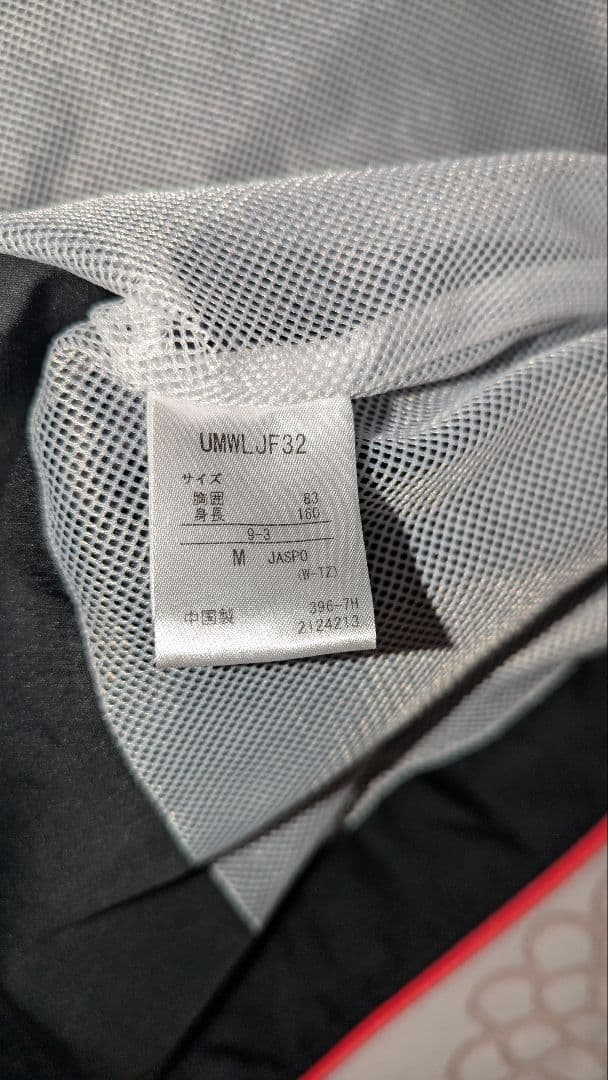 UMWLJF32
サイズ
胸囲 83
身長 160
9-3
M JASPO
(W-TZ)
中国製 396-7H
2124213